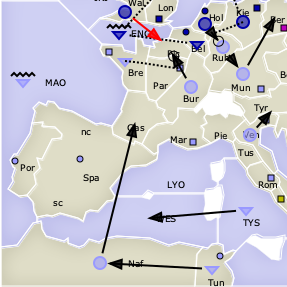 Wal
Lon
Hol
Kie
Ber
ENG
Bel
Pic
Ruh
MAO
Bre
Par
Bur
Mun
Tyr
nc
Gas
Mar
Pie
Ven
Tus
Por
Spa
LYO
Rom
sc
WES
TYS
Naf
Tun